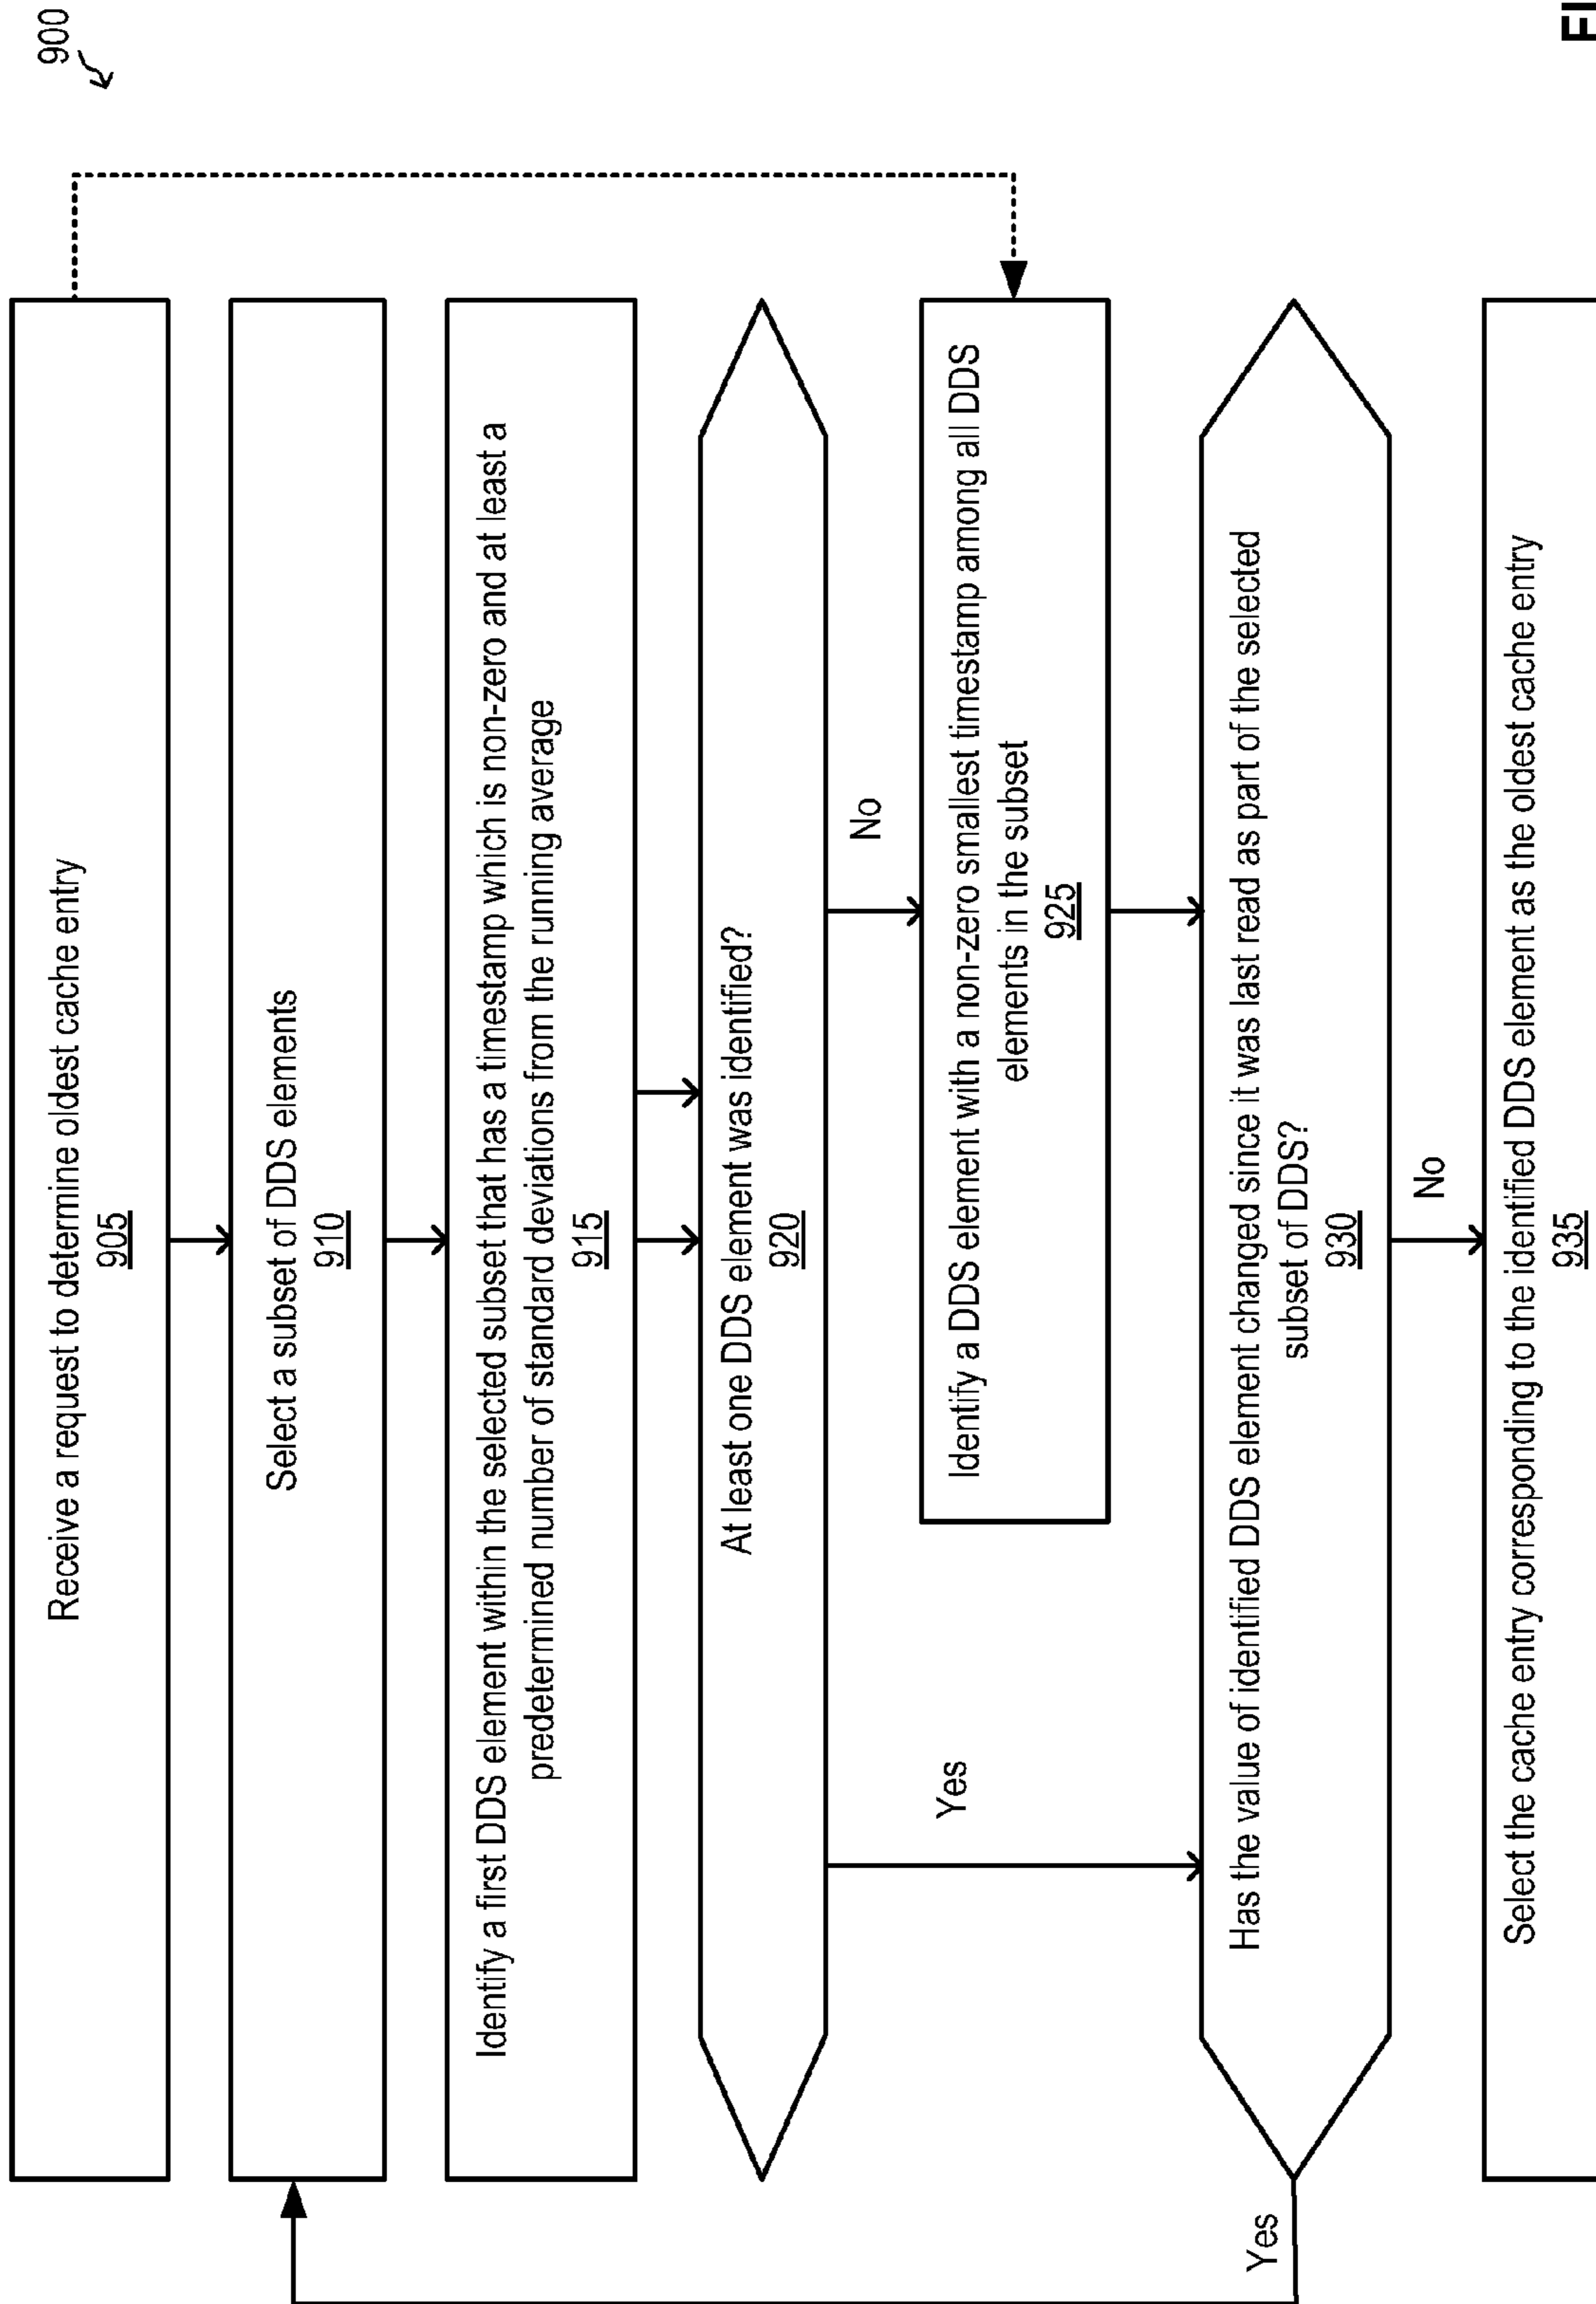 900
Receive a request to determine oldest cache entry
905
Select a subset of DDS elements
910
Identify a first DDS element within the selected subset that has a timestamp which is non-zero and at least a
predetermined number of standard deviations from the running average
915
At least one DDS element was identified?
920
No
Identify a DDS element with a non-zero smallest timestamp among all DDS
elements in the subset
925
Yes
Has the value of identified DDS element changed since it was last read as part of the selected
subset of DDS?
930
Yes
No
Select the cache entry corresponding to the identified DDS element as the oldest cache entry
935